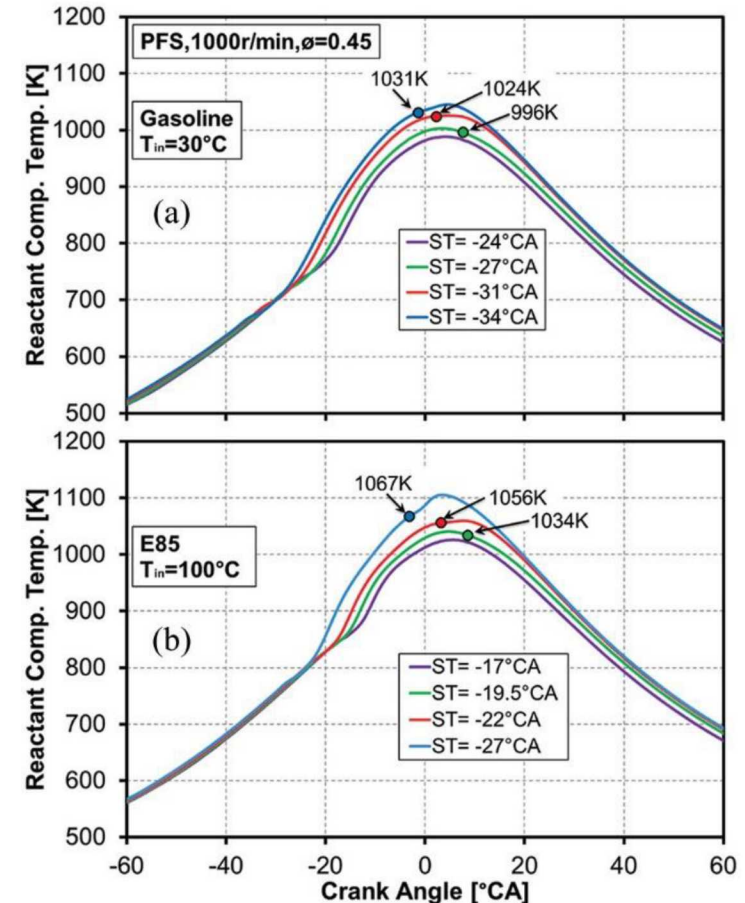 1200
1100
1000
900
800
700
600
500
Reactant Comp. Temp. [K]
PFS,1000r/min,ø=0.45
Gasoline
Tin=30°C
(a)
1031K
1024K
996K
ST= -24°CA
ST= -27°CA
ST= -31°CA
ST= -34°CA
1200
1100
1000
900
800
700
600
500
Reactant Comp. Temp. [K]
E85
Tin=100°C
(b)
1067K
1056K
1034K
ST= -17°CA
ST= -19.5°CA
ST= -22°CA
ST= -27°CA
-60 -40 -20 0 20 40 60
Crank Angle [°CA]